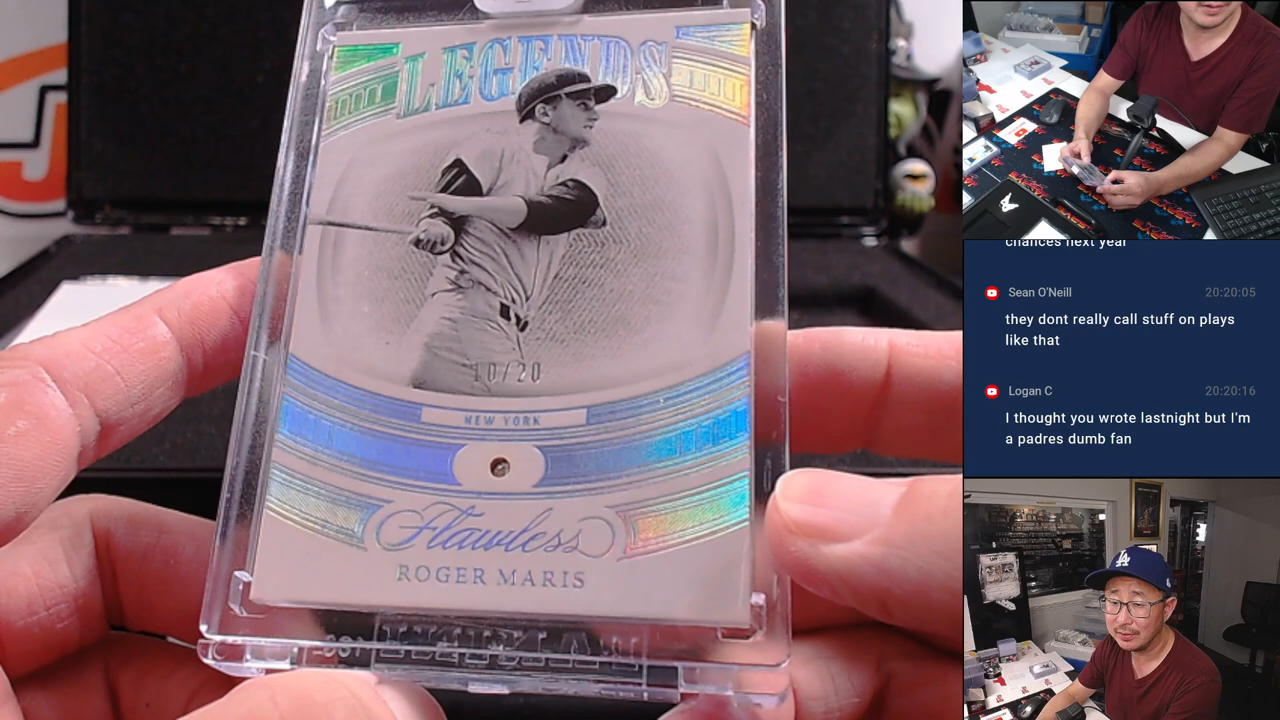 LEGENDS
10/20
NEW YORK
Flawless
ROGER MARIS
chances next year
Sean O'Neill 20:20:05
they dont really call stuff on plays
like that
Logan C 20:20:16
I thought you wrote lastnight but I'm
a padres dumb fan
LA